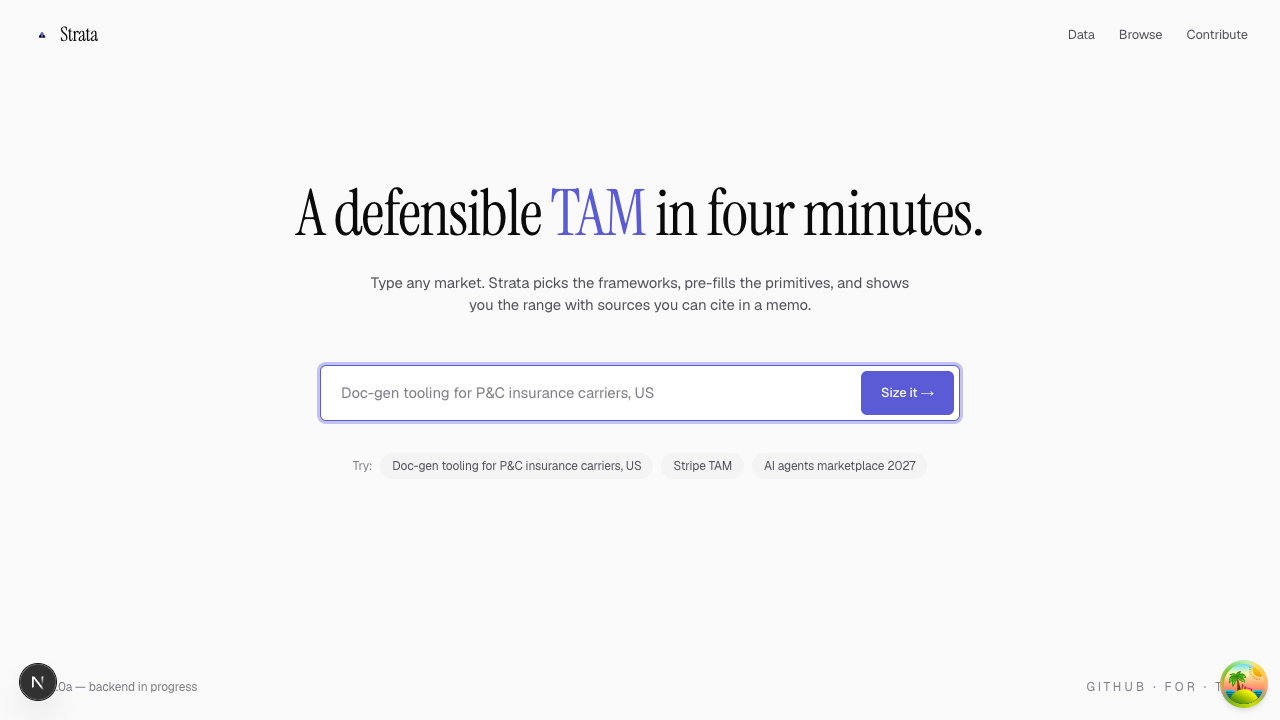 Strata
Data Browse Contribute
A defensible TAM in four minutes.
Type any market. Strata picks the frameworks, pre-fills the primitives, and shows
you the range with sources you can cite in a memo.
Doc-gen tooling for P&C insurance carriers, US
Size it →
Try: Doc-gen tooling for P&C insurance carriers, US Stripe TAM AI agents marketplace 2027
N
— backend in progress
GITHUB · FOR ·